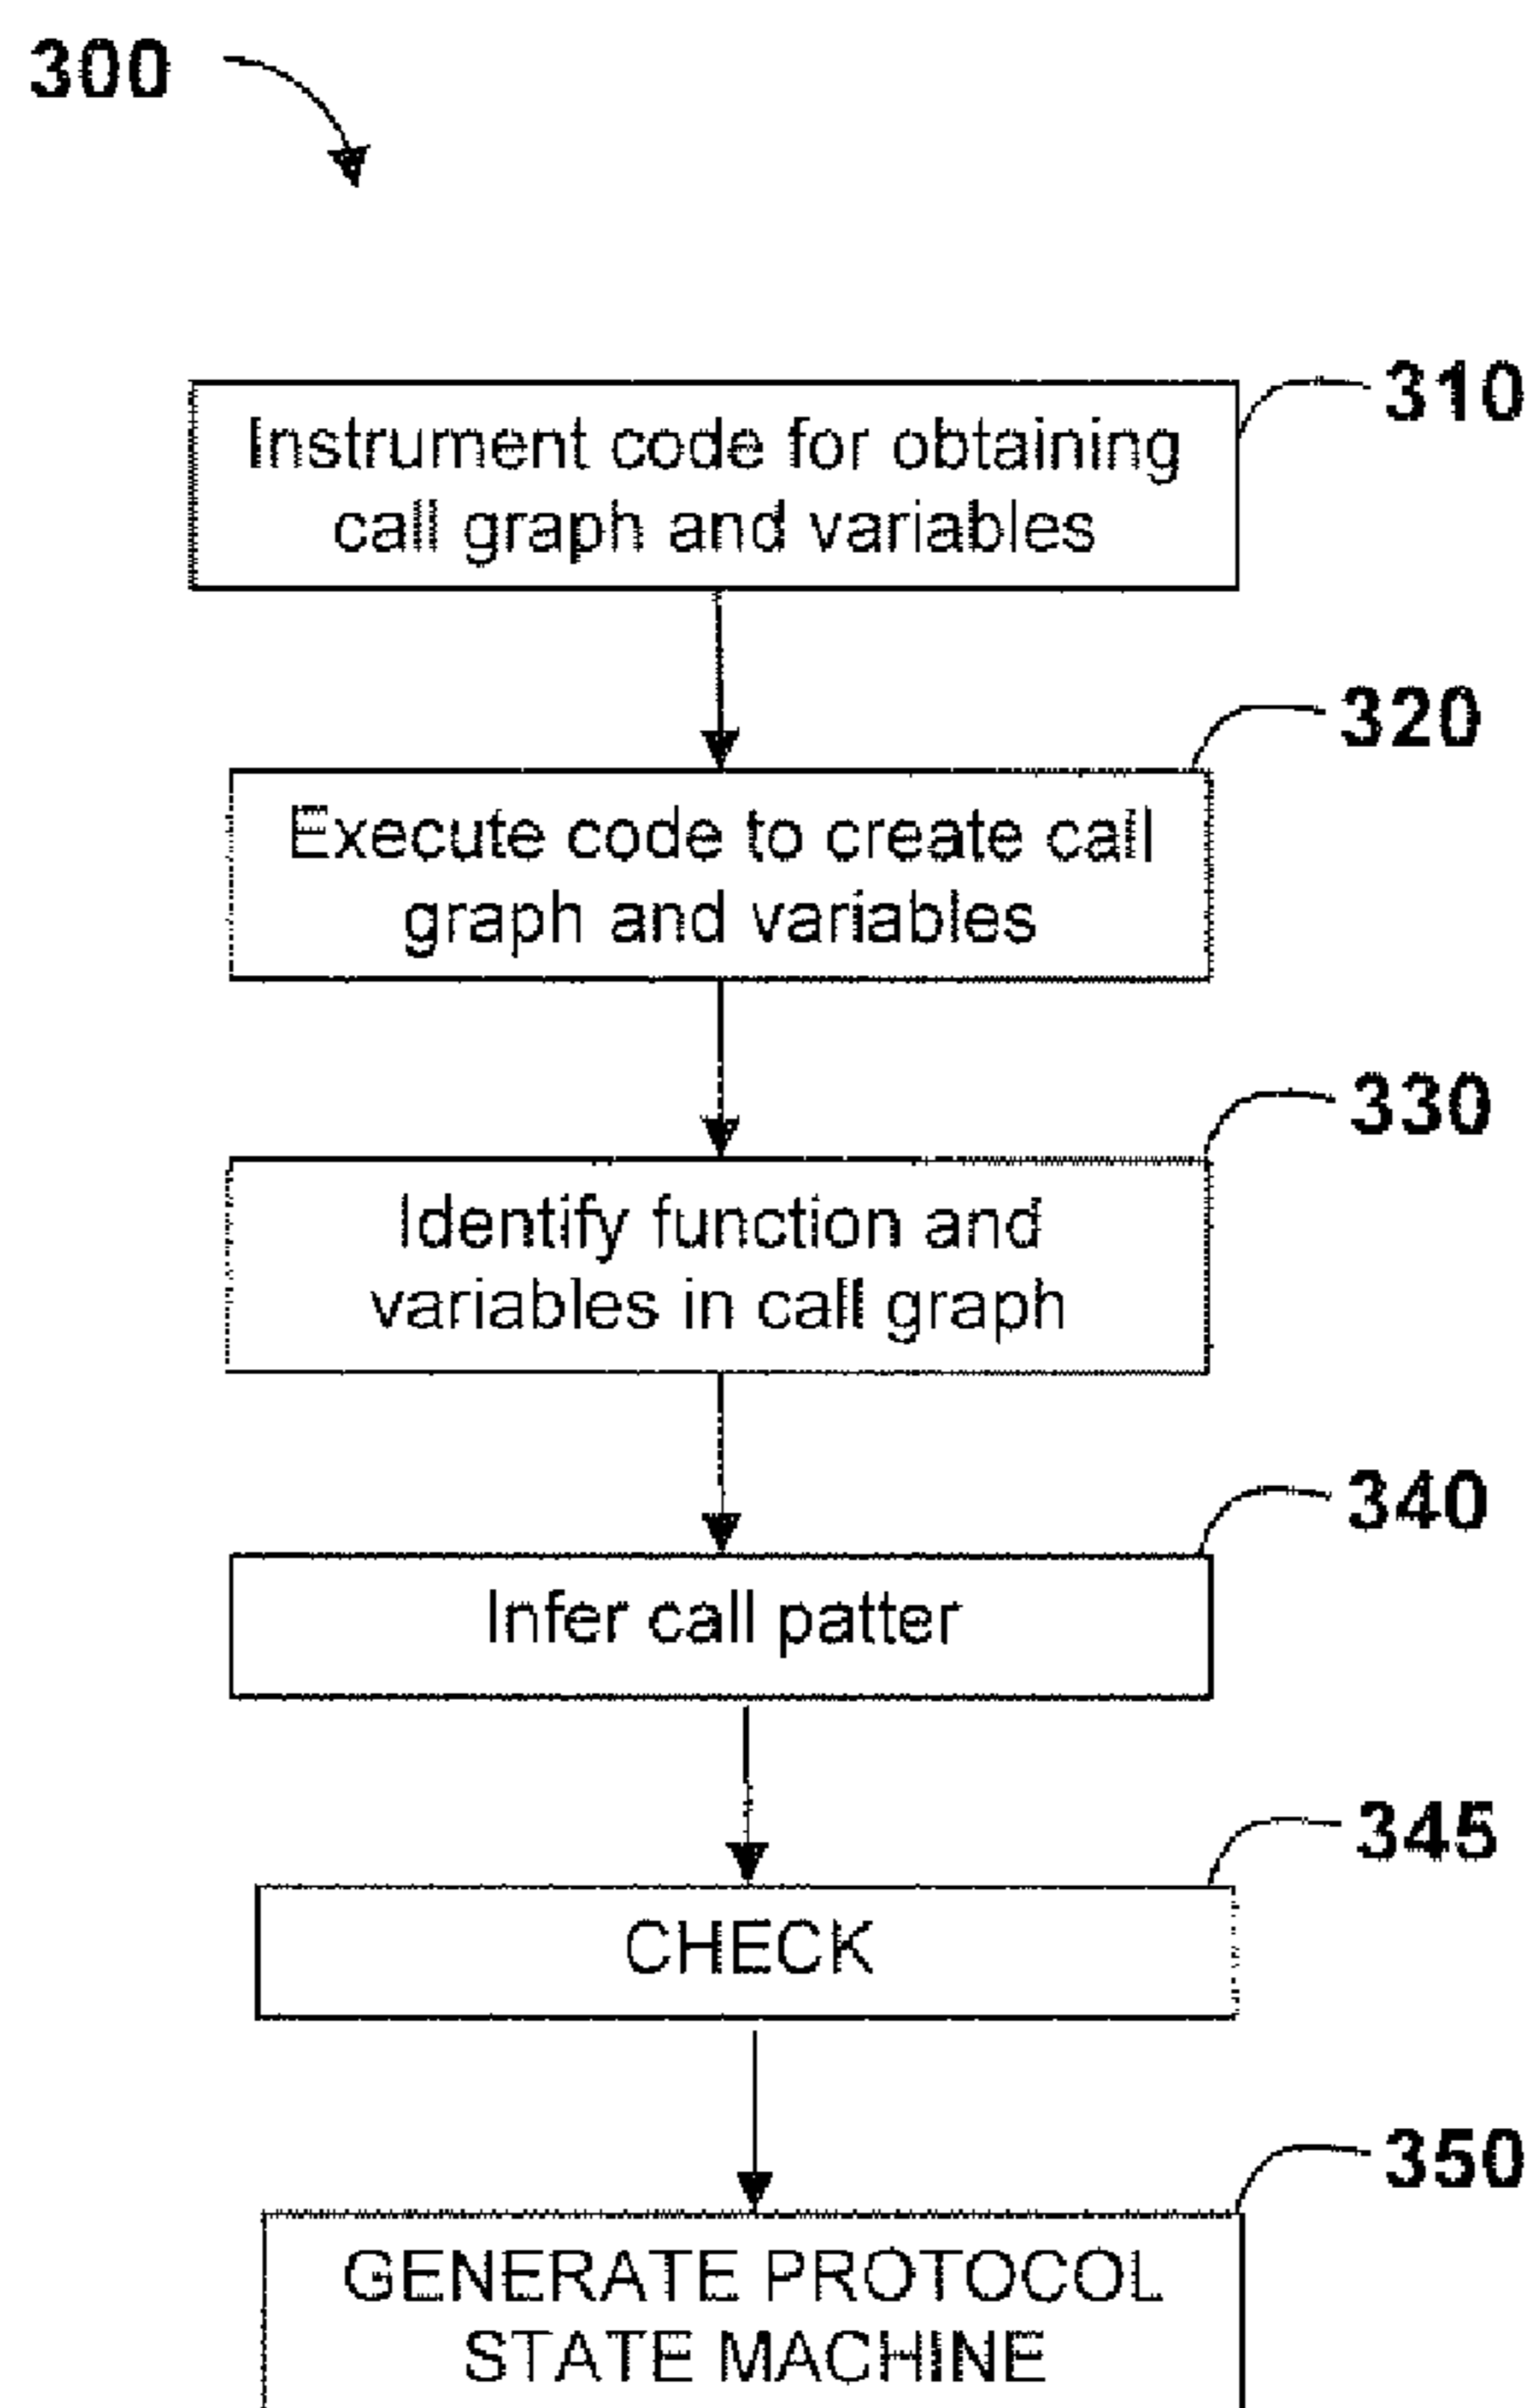 300
310
Instrument code for obtaining
call graph and variables
320
Execute code to create call
graph and variables
330
Identify function and
variables in call graph
340
Infer call patter
345
CHECK
350
GENERATE PROTOCOL
STATE MACHINE